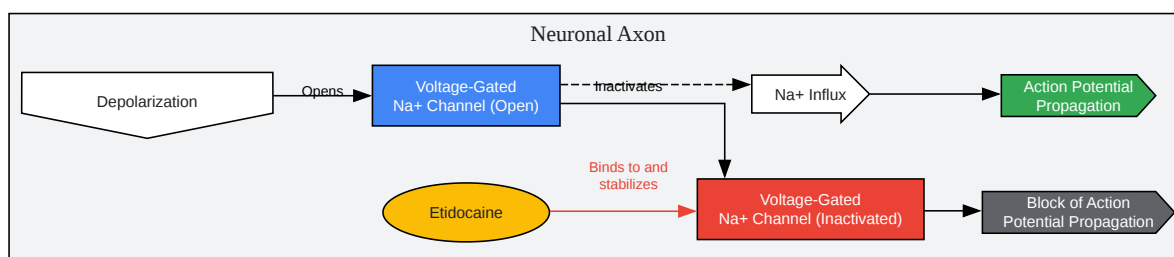 Neuronal Axon
Depolarization
Opens
Voltage-Gated
Na+ Channel (Open)
Inactivates
Na+ Influx
Action Potential
Propagation
Binds to and
stabilizes
Etidocaine
Voltage-Gated
Na+ Channel (Inactivated)
Block of Action
Potential Propagation